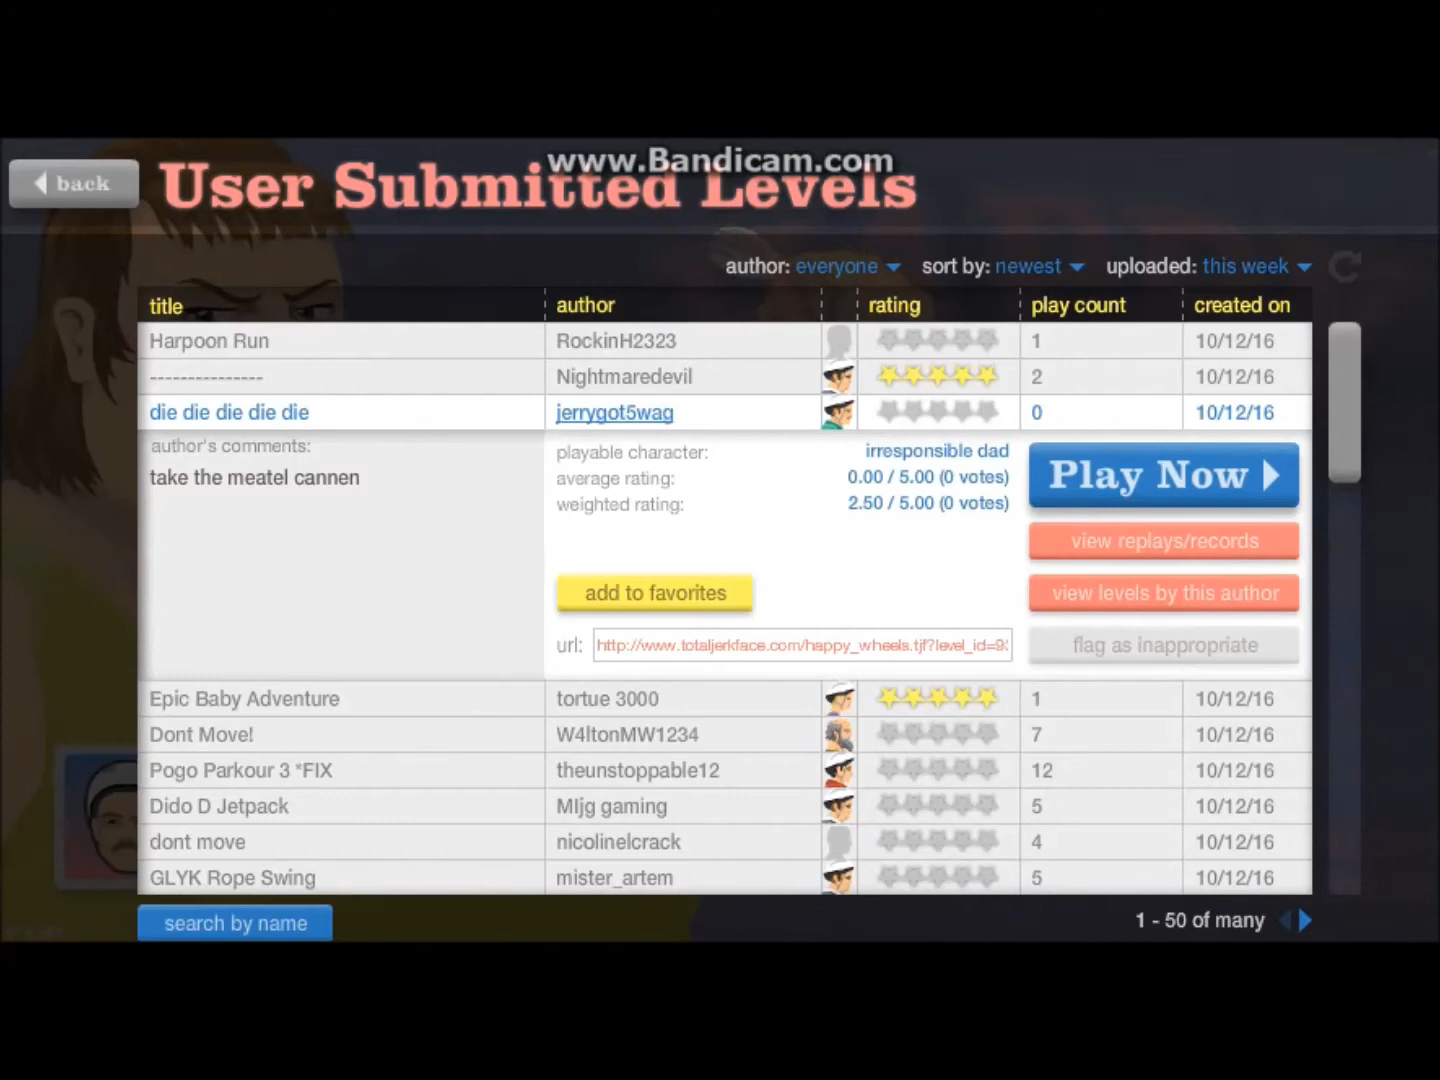 www.Bandicam.com
back
User Submitted Levels
author: everyone sort by: newest uploaded: this week
title author rating play count created on
Harpoon Run RockinH2323 1 10/12/16
--------------- Nightmaredevil 2 10/12/16
die die die die die jerrygot5wag 0 10/12/16
author's comments:
take the meatel cannen
playable character: irresponsible dad
average rating: 0.00 / 5.00 (0 votes)
weighted rating: 2.50 / 5.00 (0 votes)
Play Now
view replays/records
add to favorites
view levels by this author
url: http://www.totaljerkface.com/happy_wheels.tjf?level_id=9
flag as inappropriate
Epic Baby Adventure tortue 3000 1 10/12/16
Dont Move! W4ltonMW1234 7 10/12/16
Pogo Parkour 3 *FIX theunstoppable12 12 10/12/16
Dido D Jetpack MIjg gaming 5 10/12/16
dont move nicolinelcrack 4 10/12/16
GLYK Rope Swing mister_artem 5 10/12/16
search by name
1 - 50 of many